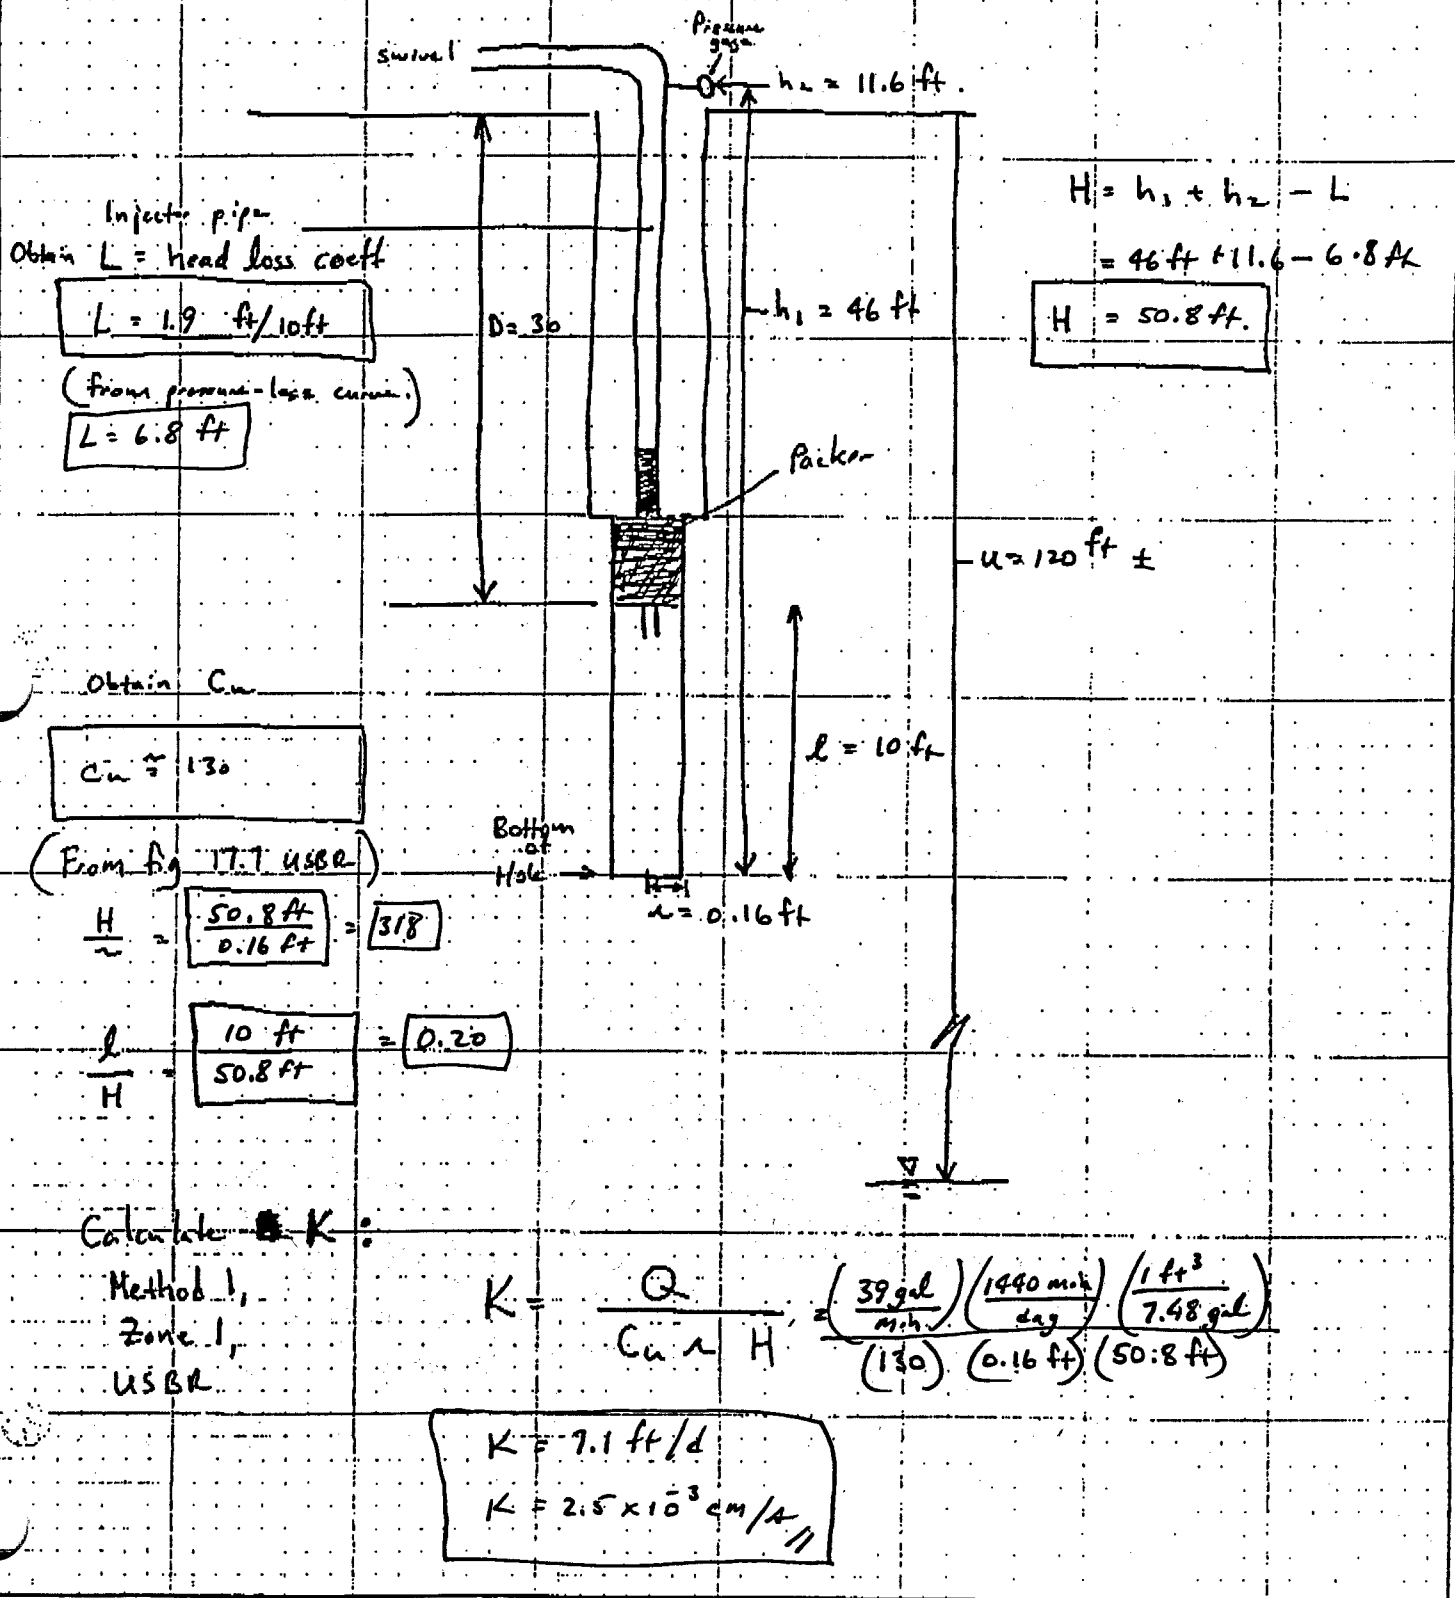 swivel
Pressure
gage
h₂ = 11.6 ft.
Injector pipe
Obtain L = head loss coeff
L = 1.9 ft/10ft
(from pressure-loss curve.)
L = 6.8 ft
D = 30
h₁ = 46 ft
H = h₁ + h₂ - L
= 46 ft + 11.6 - 6.8 ft
H = 50.8 ft.
Packer
u = 120 ft ±
Obtain Cu
Cu ≅ 130
(From fig 17.7 USBR)
l = 10 ft
Bottom
of
Hole
r = 0.16 ft
H/r = 50.8 ft/0.16 ft = 318
l/H = 10 ft/50.8 ft = 0.20
Calculate K :
Method 1,
Zone 1,
USBR
K = Q/(Cu r H) = (39 gal/min.)(1440 min/day)(1 ft³/7.48 gal)/(130)(0.16 ft)(50.8 ft)
K = 7.1 ft/d
K = 2.5 x 10⁻³ cm/s